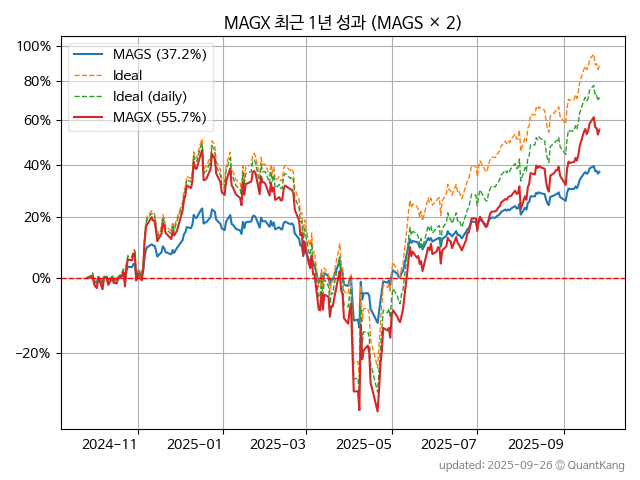 MAGX 최근 1년 성과 (MAGS × 2)
100%
80%
60%
40%
20%
0%
−20%
MAGS (37.2%)
Ideal
Ideal (daily)
MAGX (55.7%)
2024-11
2025-01
2025-03
2025-05
2025-07
2025-09
updated: 2025-09-26 ⓒ QuantKang